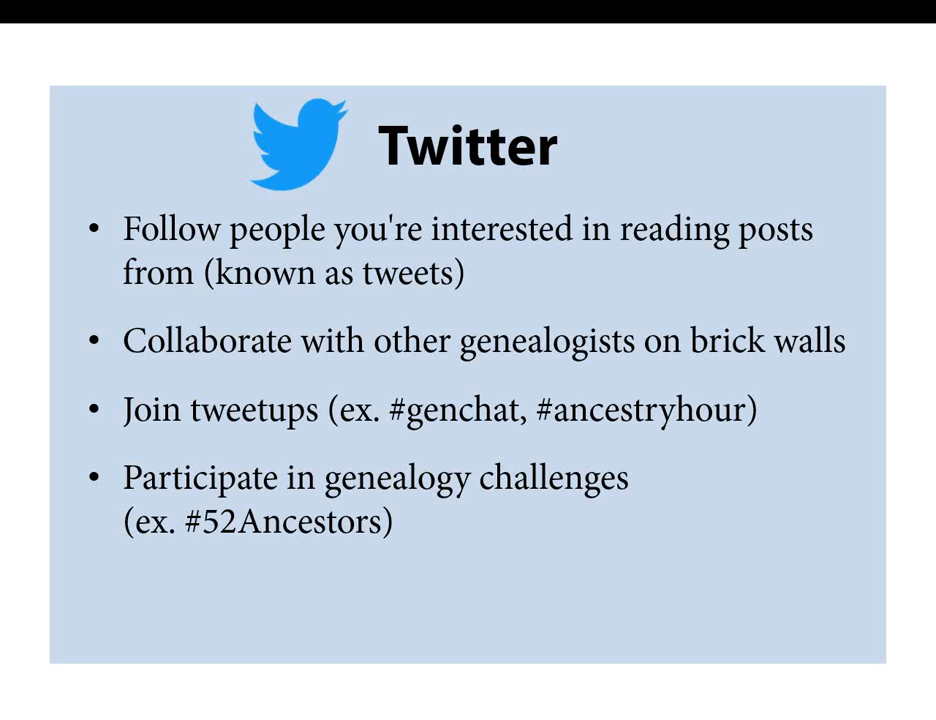 Twitter
• Follow people you're interested in reading posts
from (known as tweets)
• Collaborate with other genealogists on brick walls
• Join tweetups (ex. #genchat, #ancestryhour)
• Participate in genealogy challenges
(ex. #52Ancestors)